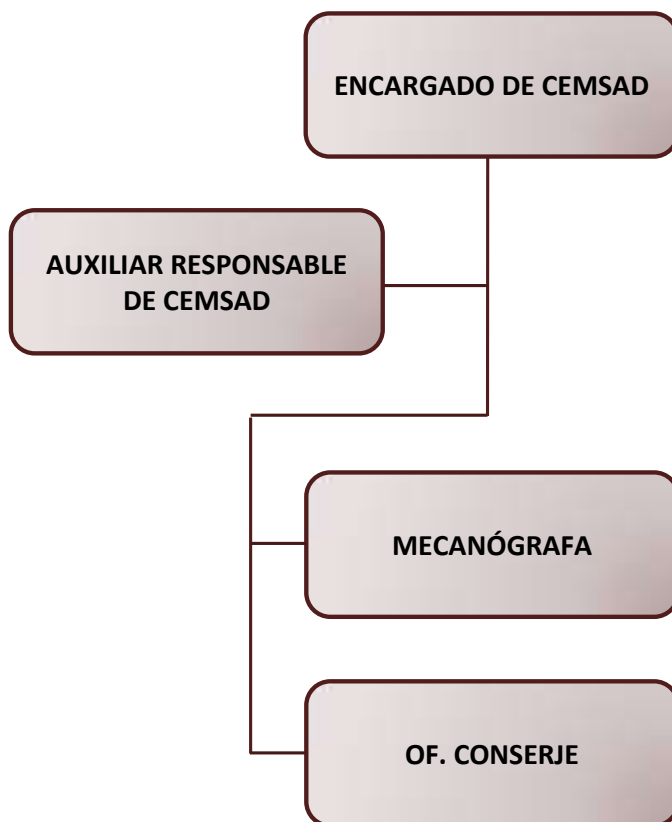 ENCARGADO DE CEMSAD
AUXILIAR RESPONSABLE
DE CEMSAD
MECANÓGRAFA
OF. CONSERJE